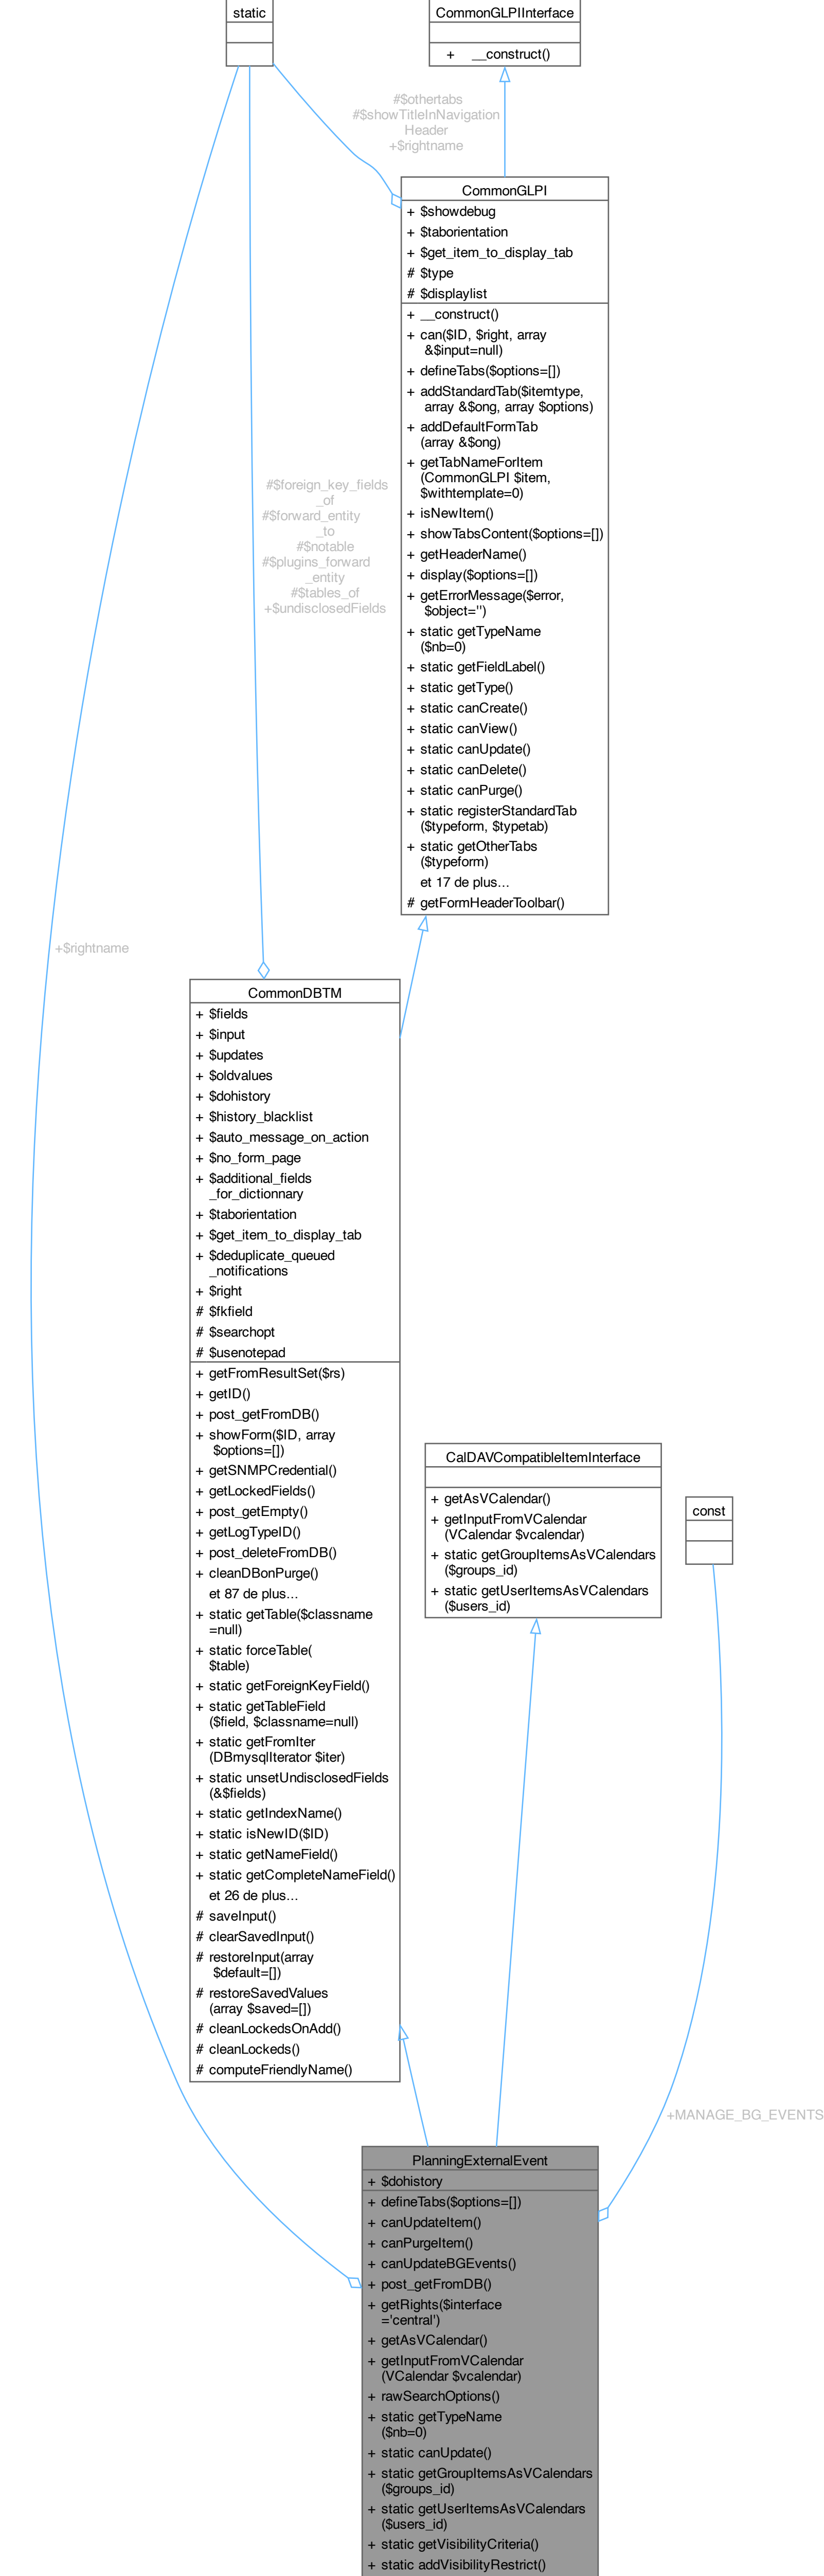 static
CommonGLPIInterface
+ __construct()
#$othertabs
#$showTitleInNavigation
Header
+$rightname
CommonGLPI
+ $showdebug
+ $taborientation
+ $get_item_to_display_tab
# $type
# $displaylist
+ __construct()
+ can($ID, $right, array
&$input=null)
+ defineTabs($options=[])
+ addStandardTab($itemtype,
array &$ong, array $options)
+ addDefaultFormTab
(array &$ong)
+ getTabNameForItem
(CommonGLPI $item,
$withtemplate=0)
+ isNewItem()
+ showTabsContent($options=[])
+ getHeaderName()
+ display($options=[])
+ getErrorMessage($error,
$object='')
+ static getTypeName
($nb=0)
+ static getFieldLabel()
+ static getType()
+ static canCreate()
+ static canView()
+ static canUpdate()
+ static canDelete()
+ static canPurge()
+ static registerStandardTab
($typeform, $typetab)
+ static getOtherTabs
($typeform)
et 17 de plus...
# getFormHeaderToolbar()
#$foreign_key_fields
_of
#$forward_entity
_to
#$notable
#$plugins_forward
_entity
#$tables_of
+$undisclosedFields
+$rightname
CommonDBTM
+ $fields
+ $input
+ $updates
+ $oldvalues
+ $dohistory
+ $history_blacklist
+ $auto_message_on_action
+ $no_form_page
+ $additional_fields
_for_dictionnary
+ $taborientation
+ $get_item_to_display_tab
+ $deduplicate_queued
_notifications
+ $right
# $fkfield
# $searchopt
# $usenotepad
+ getFromResultSet($rs)
+ getID()
+ post_getFromDB()
+ showForm($ID, array
$options=[])
+ getSNMPCredential()
+ getLockedFields()
+ post_getEmpty()
+ getLogTypeID()
+ post_deleteFromDB()
+ cleanDBonPurge()
et 87 de plus...
+ static getTable($classname
=null)
+ static forceTable(
$table)
+ static getForeignKeyField()
+ static getTableField
($field, $classname=null)
+ static getFromIter
(DBmysqlIterator $iter)
+ static unsetUndisclosedFields
(&$fields)
+ static getIndexName()
+ static isNewID($ID)
+ static getNameField()
+ static getCompleteNameField()
et 26 de plus...
# saveInput()
# clearSavedInput()
# restoreInput(array
$default=[])
# restoreSavedValues
(array $saved=[])
# cleanLockedsOnAdd()
# cleanLockeds()
# computeFriendlyName()
CalDAVCompatibleItemInterface
+ getAsVCalendar()
+ getInputFromVCalendar
(VCalendar $vcalendar)
+ static getGroupItemsAsVCalendars
($groups_id)
+ static getUserItemsAsVCalendars
($users_id)
const
+MANAGE_BG_EVENTS
PlanningExternalEvent
+ $dohistory
+ defineTabs($options=[])
+ canUpdateItem()
+ canPurgeItem()
+ canUpdateBGEvents()
+ post_getFromDB()
+ getRights($interface
='central')
+ getAsVCalendar()
+ getInputFromVCalendar
(VCalendar $vcalendar)
+ rawSearchOptions()
+ static getTypeName
($nb=0)
+ static canUpdate()
+ static getGroupItemsAsVCalendars
($groups_id)
+ static getUserItemsAsVCalendars
($users_id)
+ static getVisibilityCriteria()
+ static addVisibilityRestrict()